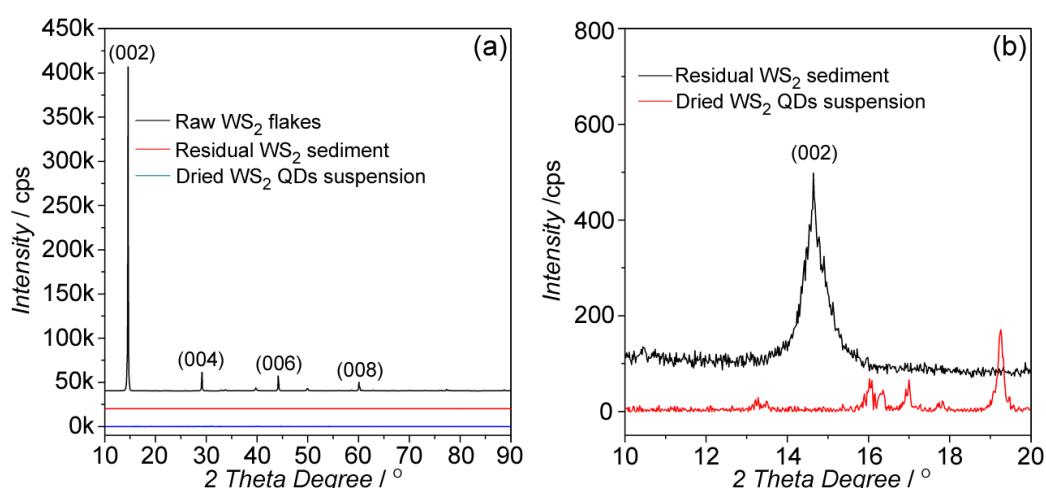 (a)
450k
400k
350k
300k
250k
200k
150k
100k
50k
0k
Intensity / cps
(002)
Raw WS2 flakes
Residual WS2 sediment
Dried WS2 QDs suspension
(004)
(006)
(008)
10 20 30 40 50 60 70 80 90
2 Theta Degree / °
(b)
800
600
400
200
0
Intensity /cps
Residual WS2 sediment
Dried WS2 QDs suspension
(002)
10 12 14 16 18 20
2 Theta Degree / °